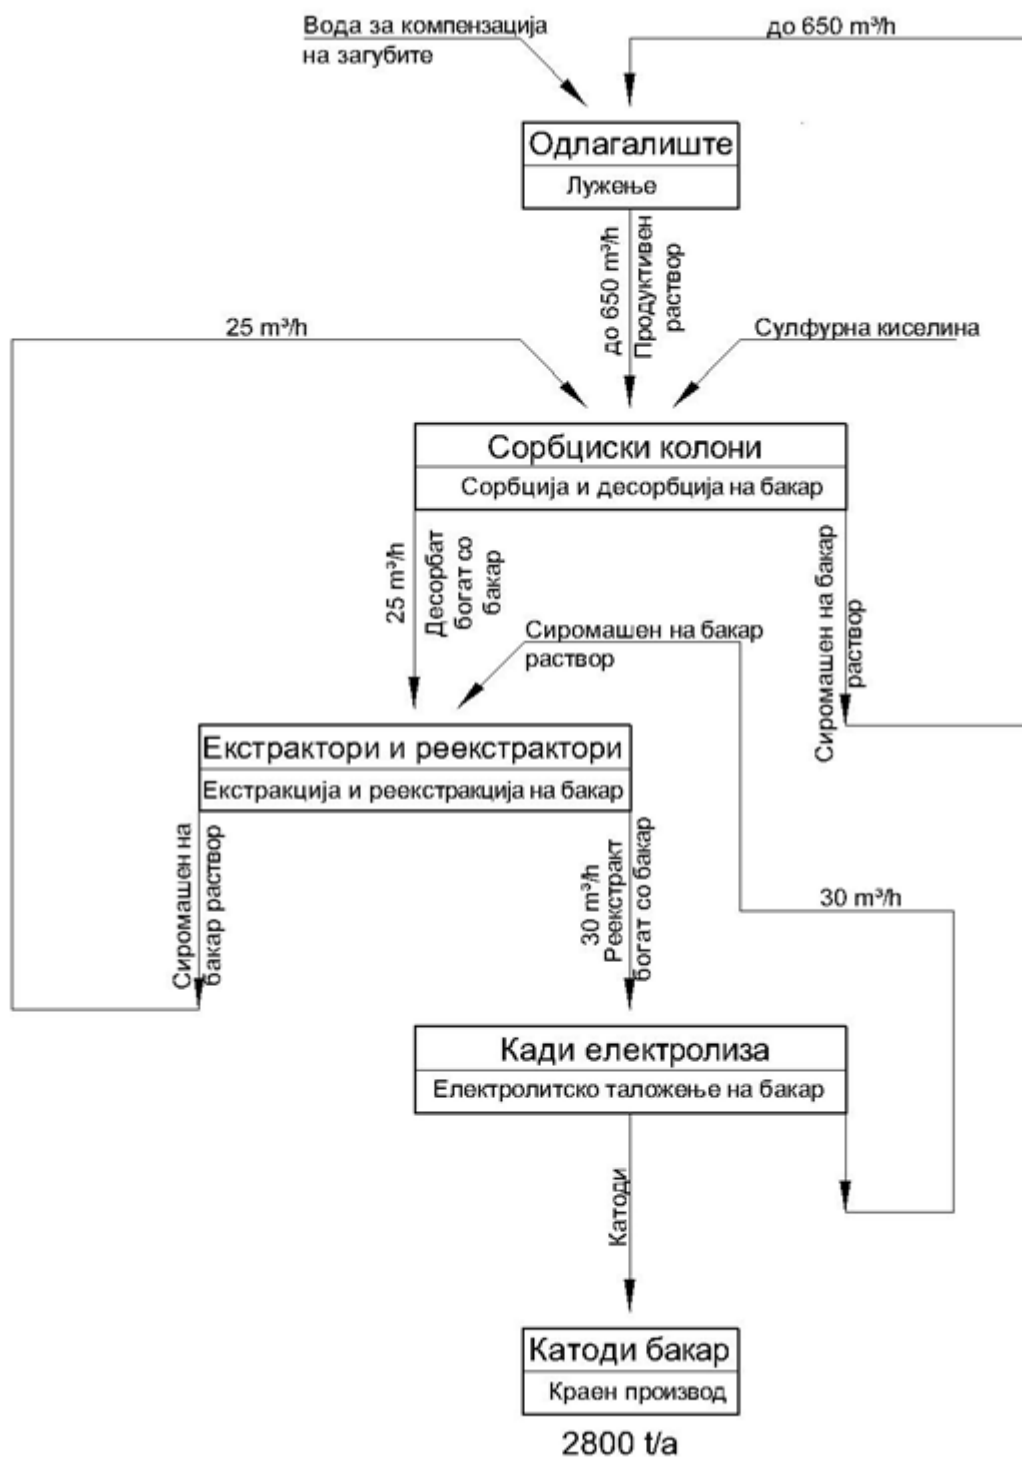 Вода за компензација
на загубите
до 650 m³/h
Одлагалиште
Лужење
до 650 m³/h
Продуктивен
раствор
25 m³/h
Сулфурна киселина
Сорбциски колони
Сорбција и десорбција на бакар
25 m³/h
Десорбат
богат со
бакар
Сиромашен на бакар
раствор
Сиромашен на бакар
раствор
Екстрактори и реекстрактори
Екстракција и реекстракција на бакар
Сиромашен на
бакар раствор
30 m³/h
Реекстракт
богат со бакар
30 m³/h
Кади електролиза
Електролитско таложење на бакар
Катоди
Катоди бакар
Краен производ
2800 t/a